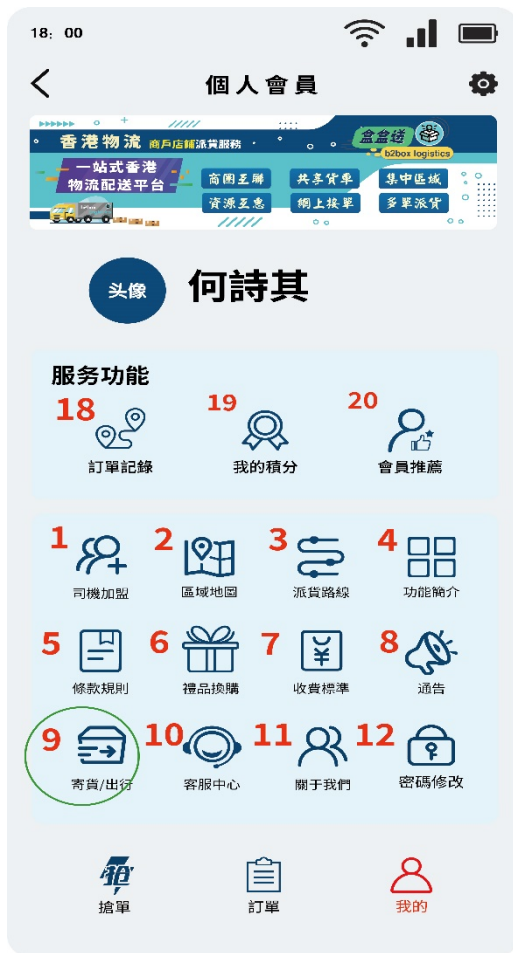 18: 00
個人會員
香港物流 商戶店鋪派貨服務
盒盒送
b2box logistics
一站式香港
物流配送平台
商圈互聯 共享貨車 集中區域
資源互惠 網上接單 多單派貨
头像 何詩其
服务功能
18 19 20
訂單記錄 我的積分 會員推薦
1 2 3 4
司機加盟 區域地圖 派貨路線 功能簡介
5 6 7 8
條款規則 禮品換購 收費標準 通告
9 10 11 12
寄貨/出行 客服中心 關于我們 密碼修改
搶
搶單 訂單 我的